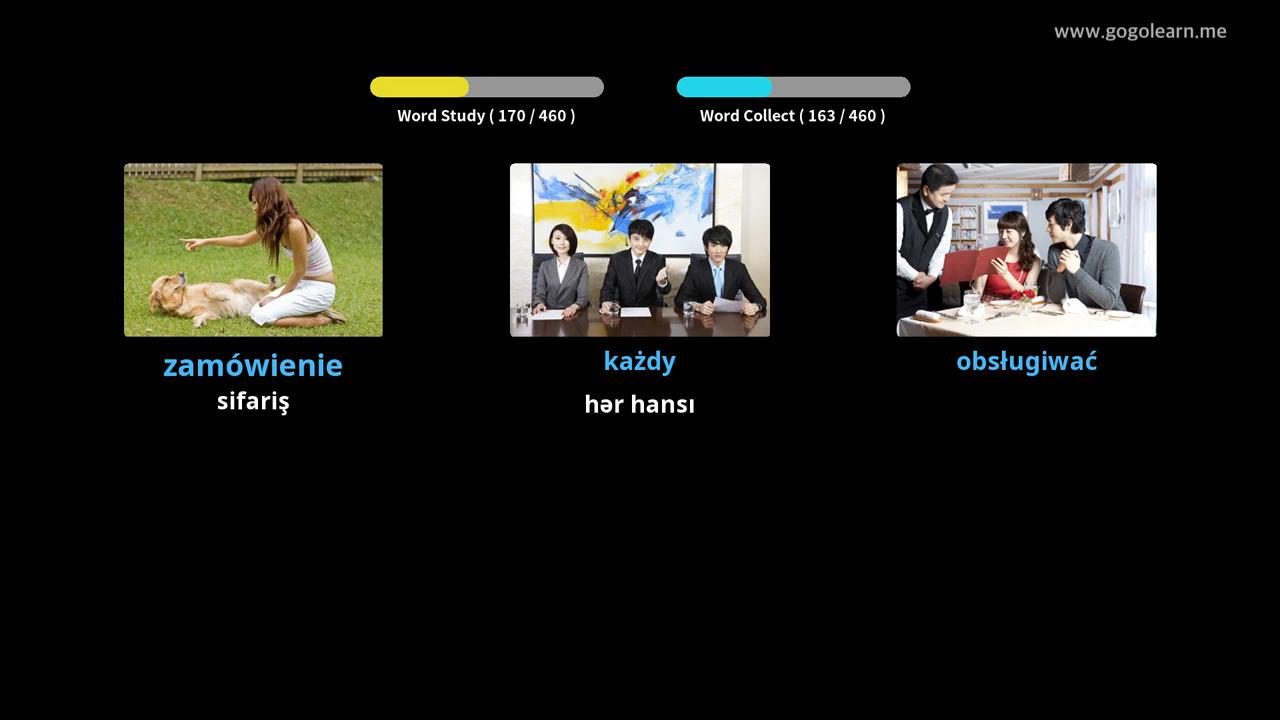 www.gogolearn.me
Word Study ( 170 / 460 )
Word Collect ( 163 / 460 )
zamówienie
sifariş
każdy
hər hansı
obsługiwać